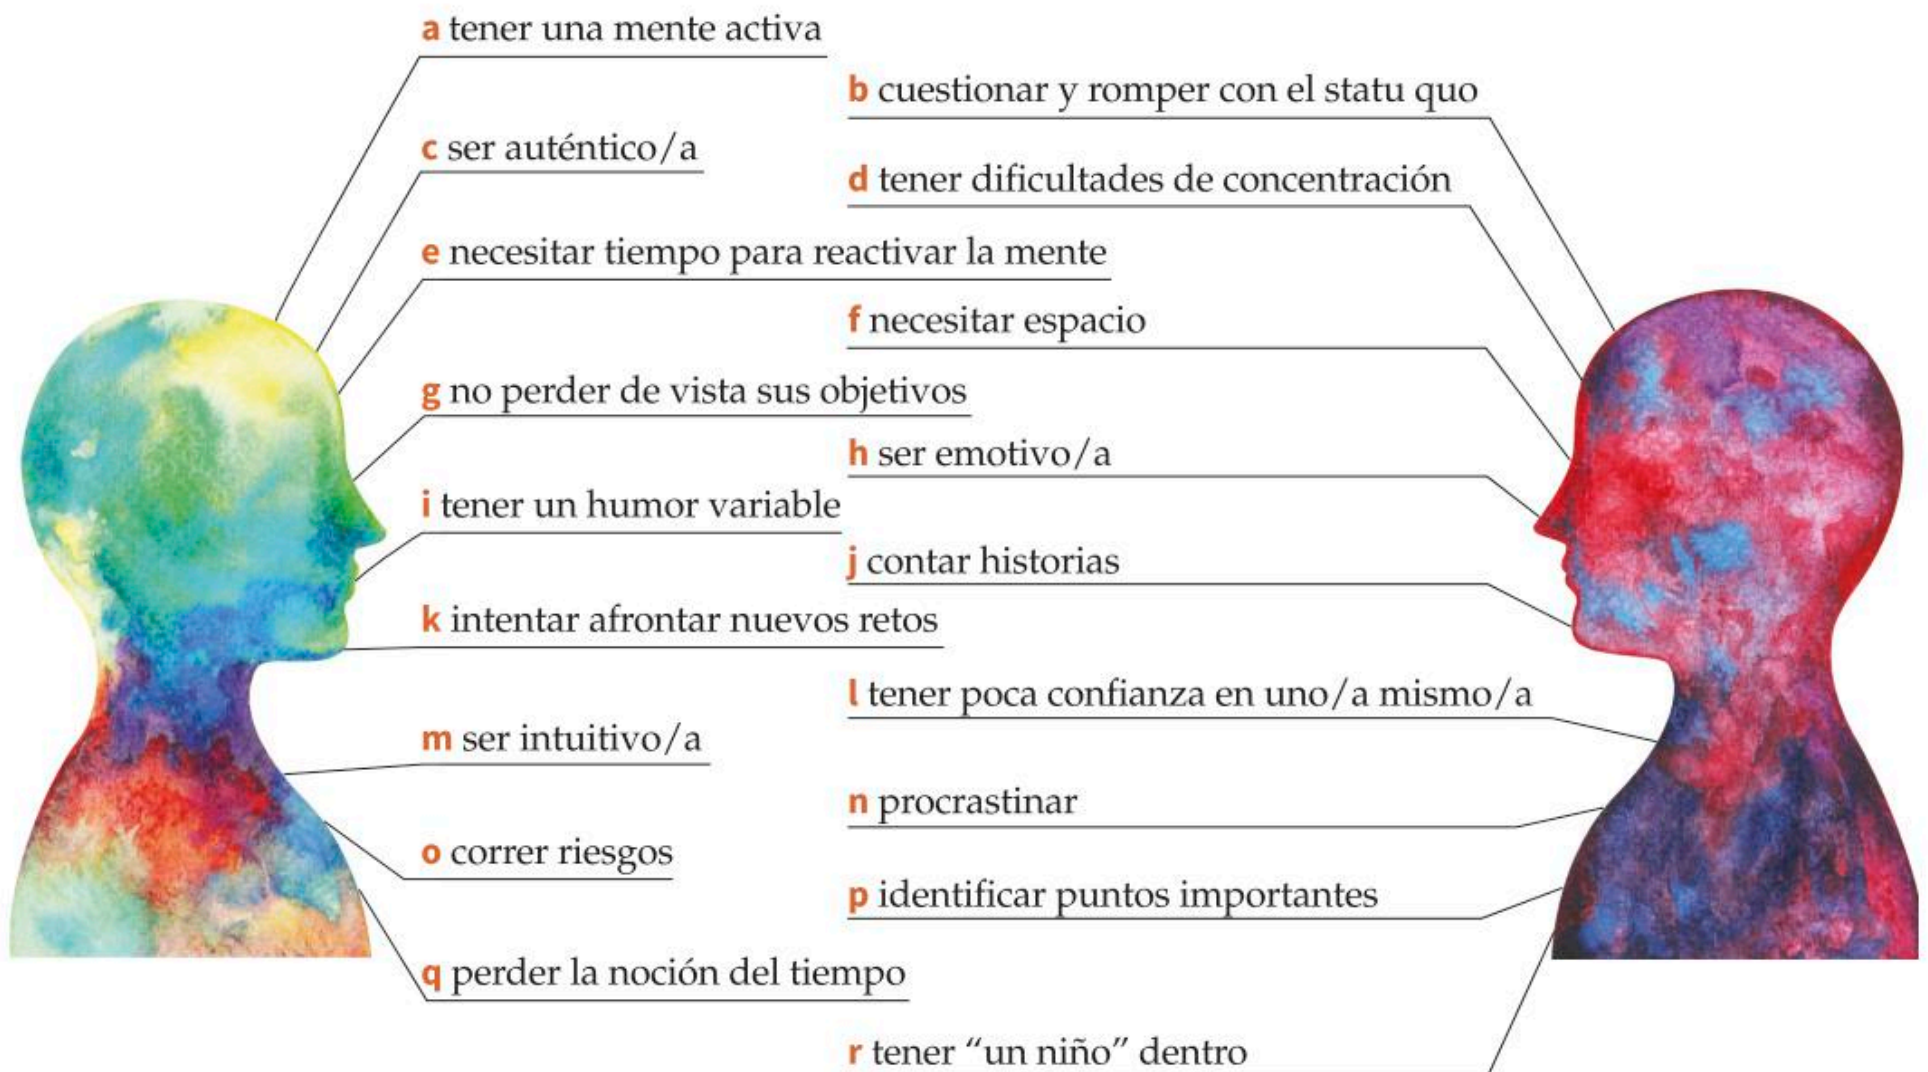 a tener una mente activa
b cuestionar y romper con el statu quo
c ser auténtico/a
d tener dificultades de concentración
e necesitar tiempo para reactivar la mente
f necesitar espacio
g no perder de vista sus objetivos
h ser emotivo/a
i tener un humor variable
j contar historias
k intentar afrontar nuevos retos
l tener poca confianza en uno/a mismo/a
m ser intuitivo/a
n procrastinar
o correr riesgos
p identificar puntos importantes
q perder la noción del tiempo
r tener “un niño” dentro